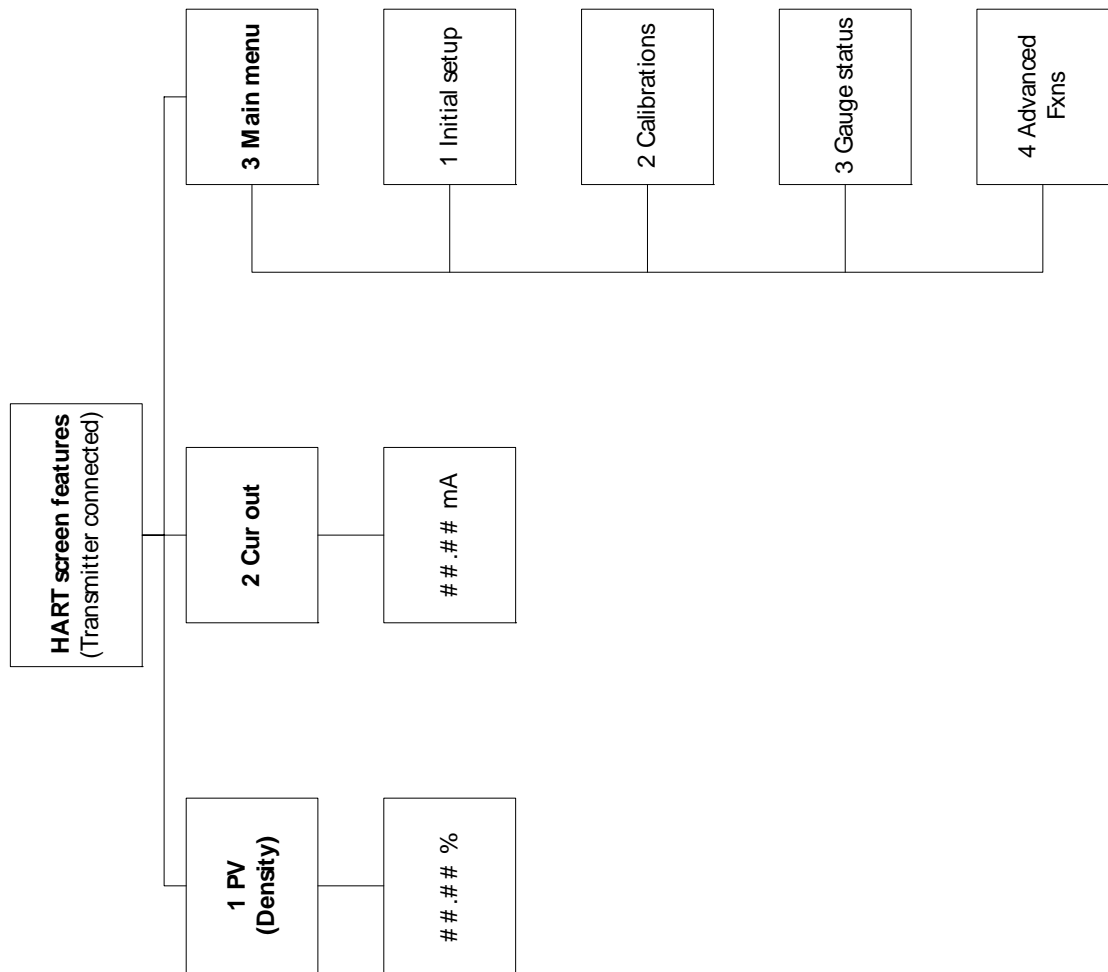 HART screen features
(Transmitter connected)
1 PV
(Density)
##.## %
2 Cur out
##.## mA
3 Main menu
1 Initial setup
2 Calibrations
3 Gauge status
4 Advanced
Fxns